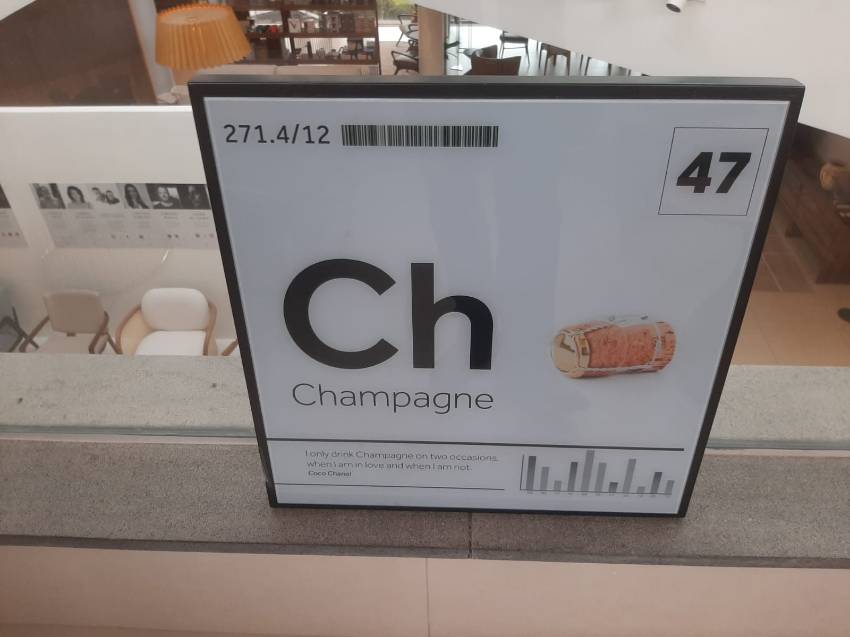 271.4/12
47
Ch
Champagne
I only drink Champagne on two occasions,
when I am in love and when I am not.
Coco Chanel